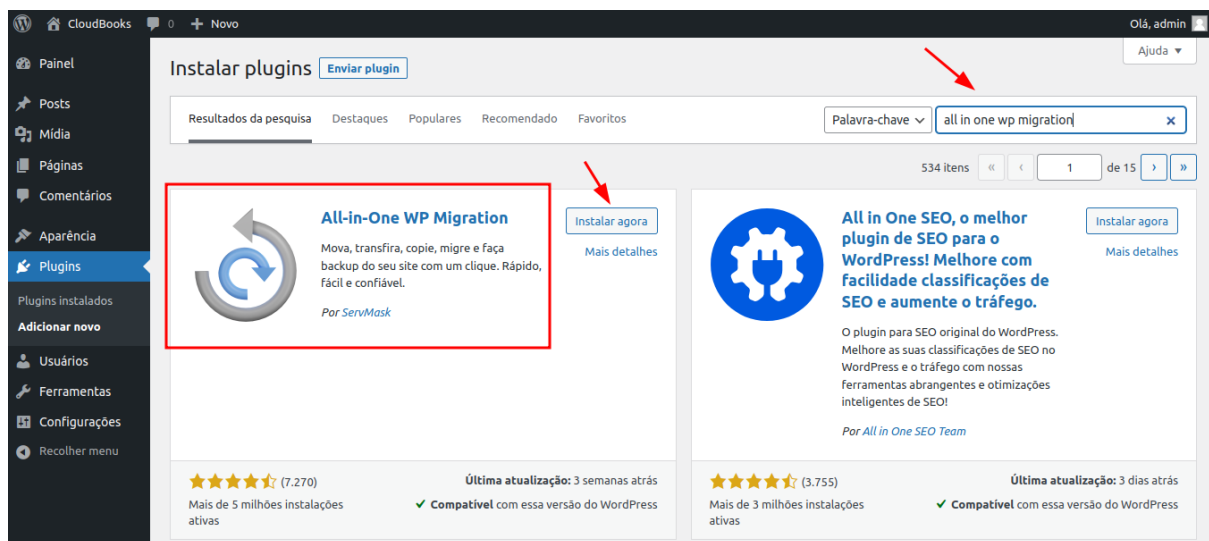 CloudBooks 0 + Novo Olá, admin
Ajuda ▼
Painel
Posts
Mídia
Páginas
Comentários
Aparência
Plugins
Plugins instalados
Adicionar novo
Usuários
Ferramentas
Configurações
Recolher menu
Instalar plugins Enviar plugin
Resultados da pesquisa Destaques Populares Recomendado Favoritos Palavra-chave all in one wp migration ×
534 itens « ‹ 1 de 15 › »
All-in-One WP Migration
Instalar agora
Mais detalhes
Mova, transfira, copie, migre e faça
backup do seu site com um clique. Rápido,
fácil e confiável.
Por ServMask
(7.270)
Mais de 5 milhões instalações
ativas
Última atualização: 3 semanas atrás
✓ Compatível com essa versão do WordPress
All in One SEO, o melhor
plugin de SEO para o
WordPress! Melhore com
facilidade classificações de
SEO e aumente o tráfego.
Instalar agora
Mais detalhes
O plugin para SEO original do WordPress.
Melhore as suas classificações de SEO no
WordPress e o tráfego com nossas
ferramentas abrangentes e otimizações
inteligentes de SEO!
Por All in One SEO Team
(3.755)
Mais de 3 milhões instalações
ativas
Última atualização: 3 dias atrás
✓ Compatível com essa versão do WordPress